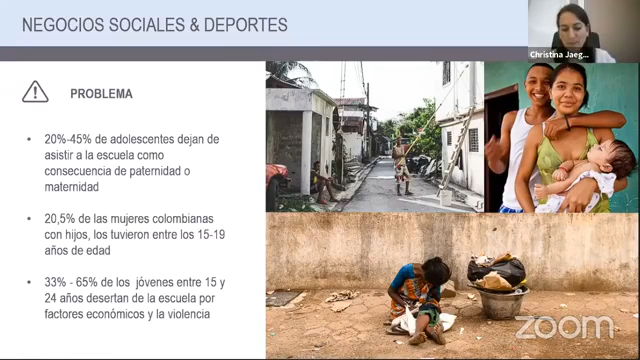 NEGOCIOS SOCIALES & DEPORTES
Christina Jaeg...
PROBLEMA
• 20%-45% de adolescentes dejan de
asistir a la escuela como
consecuencia de paternidad o
maternidad
• 20,5% de las mujeres colombianas
con hijos, los tuvieron entre los 15-19
años de edad
• 33% - 65% de los jóvenes entre 15 y
24 años desertan de la escuela por
factores económicos y la violencia
zoom